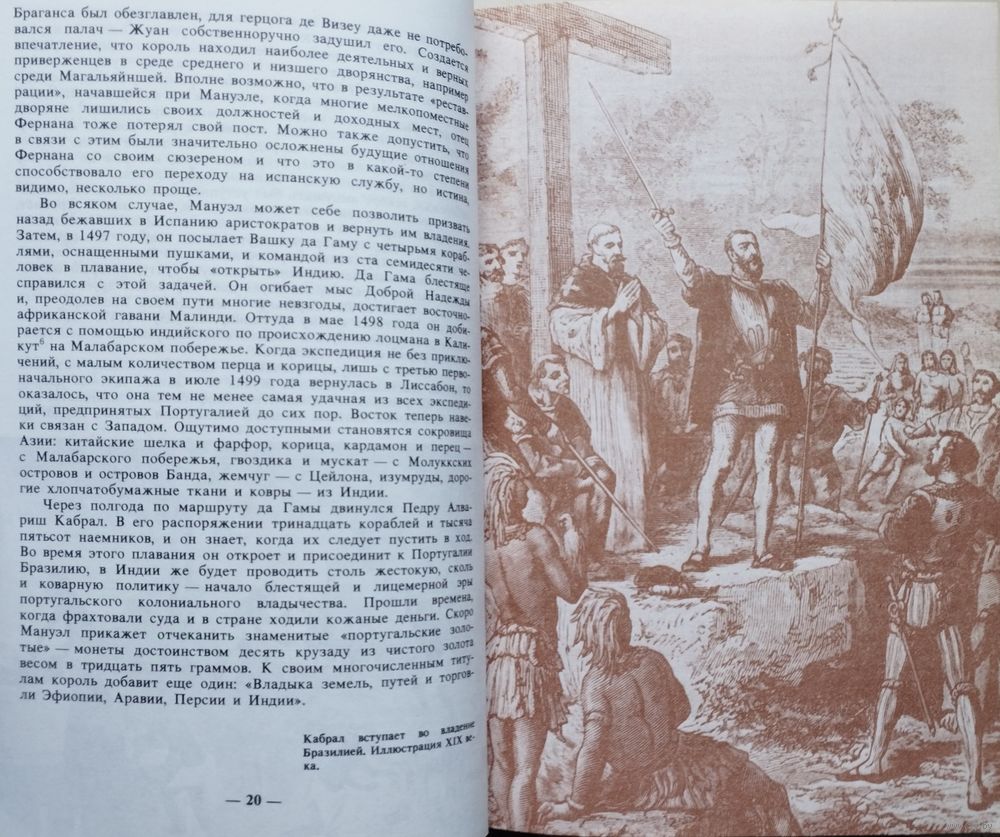 Браганса был обезглавлен, для герцога де Визеу даже не потребо-
вался палач — Жуан собственноручно задушил его. Создается
впечатление, что король находил наиболее деятельных и верных
приверженцев в среде среднего и низшего дворянства, например
среди Магальяйншей. Вполне возможно, что в результате «рестав-
рации», начавшейся при Мануэле, когда многие мелкопоместные
дворяне лишились своих должностей и доходных мест, отец
Фернана тоже потерял свой пост. Можно также допустить, что
в связи с этим были значительно осложнены будущие отношения
Фернана со своим сюзереном и что это в какой-то степени
способствовало его переходу на испанскую службу, но истина,
видимо, несколько проще.
Во всяком случае, Мануэл может себе позволить призвать
назад бежавших в Испанию аристократов и вернуть им владения.
Затем, в 1497 году, он посылает Вашку да Гаму с четырьмя кораб-
лями, оснащенными пушками, и командой из ста семидесяти че-
ловек в плавание, чтобы «открыть» Индию. Да Гама блестяще
справился с этой задачей. Он огибает мыс Доброй Надежды
и, преодолев на своем пути многие невзгоды, достигает восточно-
африканской гавани Малинди. Оттуда в мае 1498 года он доби-
рается с помощью индийского по происхождению лоцмана в Кали-
кут⁶ на Малабарском побережье. Когда экспедиция не без приклю-
чений, с малым количеством перца и корицы, лишь с третью перво-
начального экипажа в июле 1499 года вернулась в Лиссабон, то
оказалось, что она тем не менее самая удачная из всех экспеди-
ций, предпринятых Португалией до сих пор. Восток теперь наве-
ки связан с Западом. Ощутимо доступными становятся сокровища
Азии: китайские шелка и фарфор, корица, кардамон и перец —
с Малабарского побережья, гвоздика и мускат — с Молуккских
островов и островов Банда, жемчуг — с Цейлона, изумруды, доро-
гие хлопчатобумажные ткани и ковры — из Индии.
Через полгода по маршруту да Гамы двинулся Педру Алва-
риш Кабрал. В его распоряжении тринадцать кораблей и тысяча
пятьсот наемников, и он знает, когда их следует пустить в ход.
Во время этого плавания он откроет и присоединит к Португалии
Бразилию, в Индии же будет проводить столь жестокую, сколь
и коварную политику — начало блестящей и лицемерной эры
португальского колониального владычества. Прошли времена,
когда фрахтовали суда и в стране ходили кожаные деньги. Скоро
Мануэл прикажет отчеканить знаменитые «португальские золо-
тые» — монеты достоинством десять крузаду из чистого золота
весом в тридцать пять граммов. К своим многочисленным титу-
лам король добавит еще один: «Владыка земель, путей и торгов-
ли Эфиопии, Аравии, Персии и Индии».
Кабрал вступает во владение
Бразилией. Иллюстрация XIX ве-
ка.
— 20 —